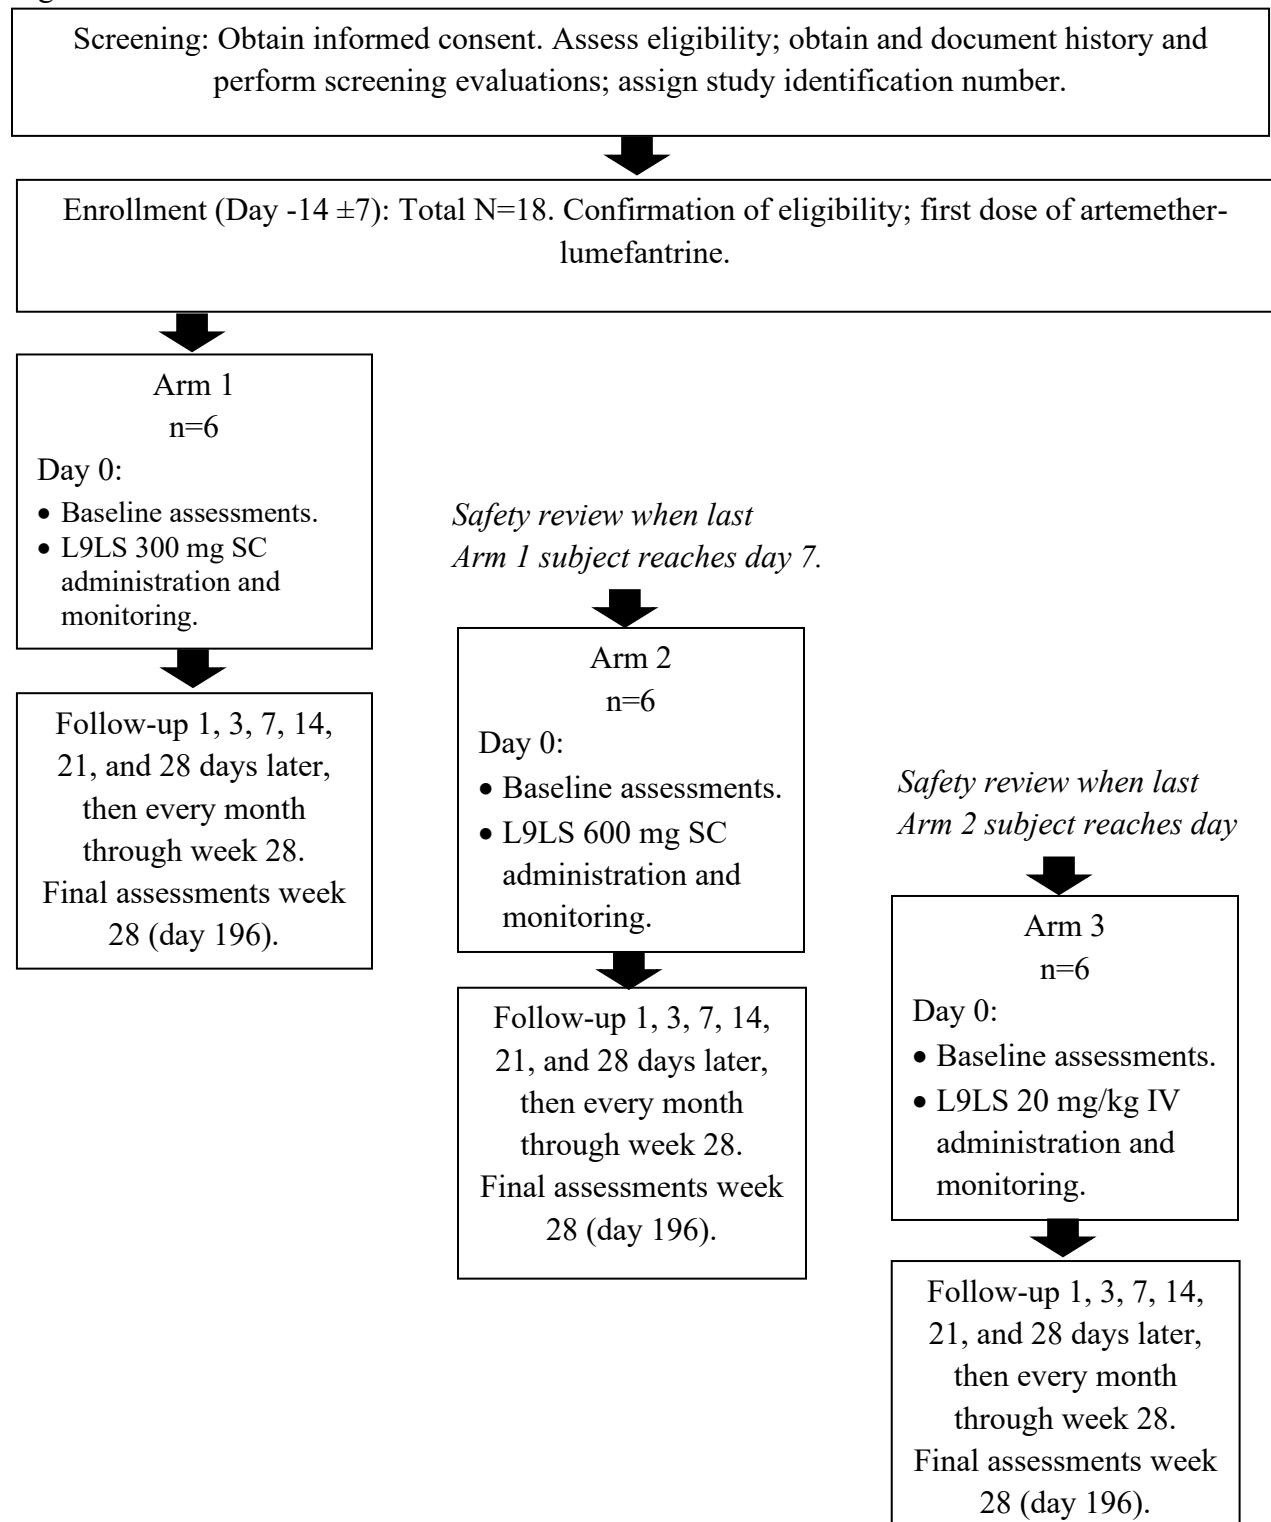 Screening: Obtain informed consent. Assess eligibility; obtain and document history and
perform screening evaluations; assign study identification number.
Enrollment (Day -14 ±7): Total N=18. Confirmation of eligibility; first dose of artemether-
lumefantrine.
Arm 1
n=6
Day 0:
• Baseline assessments.
• L9LS 300 mg SC
administration and
monitoring.
Follow-up 1, 3, 7, 14,
21, and 28 days later,
then every month
through week 28.
Final assessments week
28 (day 196).
Safety review when last
Arm 1 subject reaches day 7.
Arm 2
n=6
Day 0:
• Baseline assessments.
• L9LS 600 mg SC
administration and
monitoring.
Follow-up 1, 3, 7, 14,
21, and 28 days later,
then every month
through week 28.
Final assessments week
28 (day 196).
Safety review when last
Arm 2 subject reaches day
Arm 3
n=6
Day 0:
• Baseline assessments.
• L9LS 20 mg/kg IV
administration and
monitoring.
Follow-up 1, 3, 7, 14,
21, and 28 days later,
then every month
through week 28.
Final assessments week
28 (day 196).